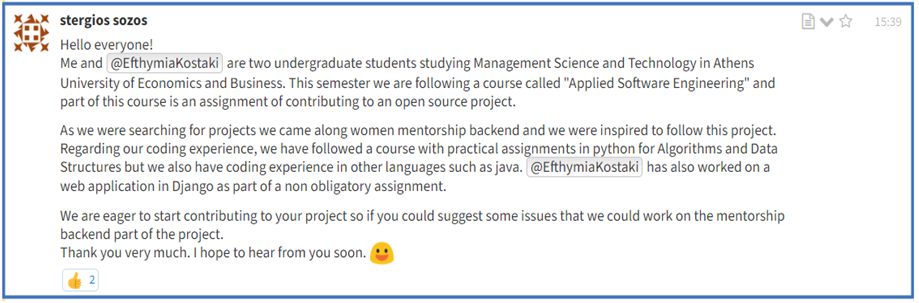 stergios sozos
15:39
Hello everyone!
Me and @EfthymiaKostaki are two undergraduate students studying Management Science and Technology in Athens
University of Economics and Business. This semester we are following a course called "Applied Software Engineering" and
part of this course is an assignment of contributing to an open source project.
As we were searching for projects we came along women mentorship backend and we were inspired to follow this project.
Regarding our coding experience, we have followed a course with practical assignments in python for Algorithms and Data
Structures but we also have coding experience in other languages such as java. @EfthymiaKostaki has also worked on a
web application in Django as part of a non obligatory assignment.
We are eager to start contributing to your project so if you could suggest some issues that we could work on the mentorship
backend part of the project.
Thank you very much. I hope to hear from you soon. 😃
👍 2